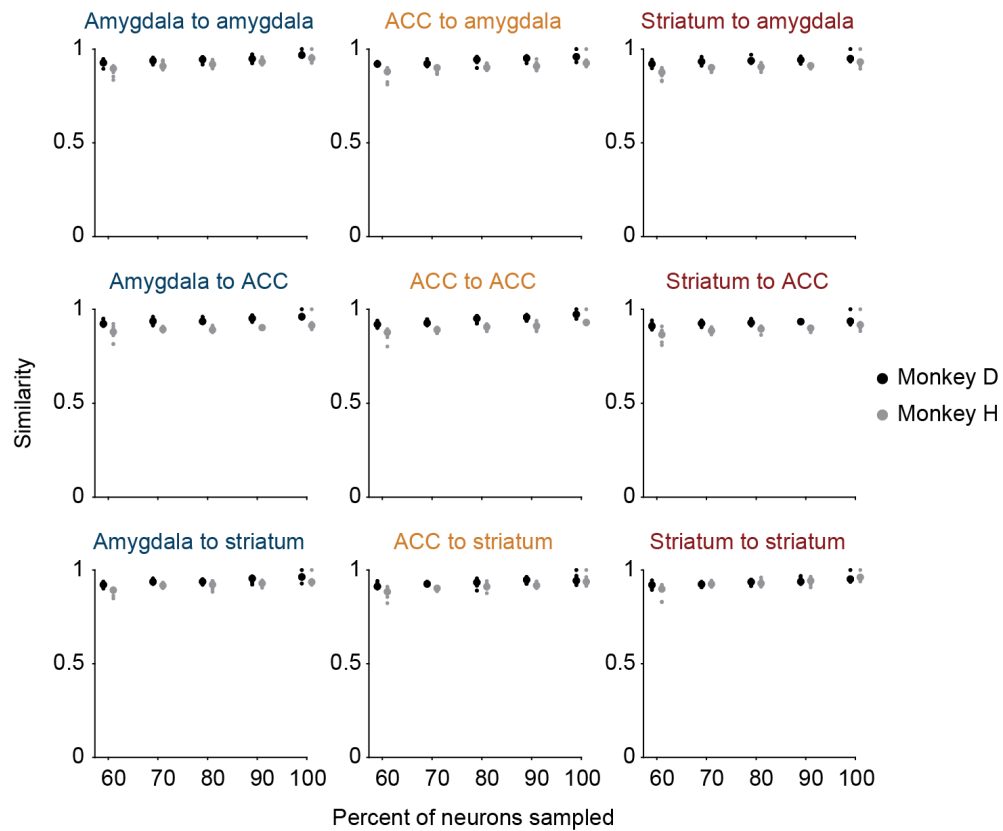 Amygdala to amygdala
ACC to amygdala
Striatum to amygdala
1
0.5
0
1
0.5
0
1
0.5
0
Amygdala to ACC
ACC to ACC
Striatum to ACC
1
0.5
0
1
0.5
0
1
0.5
0
Similarity
Monkey D
Monkey H
Amygdala to striatum
ACC to striatum
Striatum to striatum
1
0.5
0
1
0.5
0
1
0.5
0
60 70 80 90 100
60 70 80 90 100
60 70 80 90 100
Percent of neurons sampled